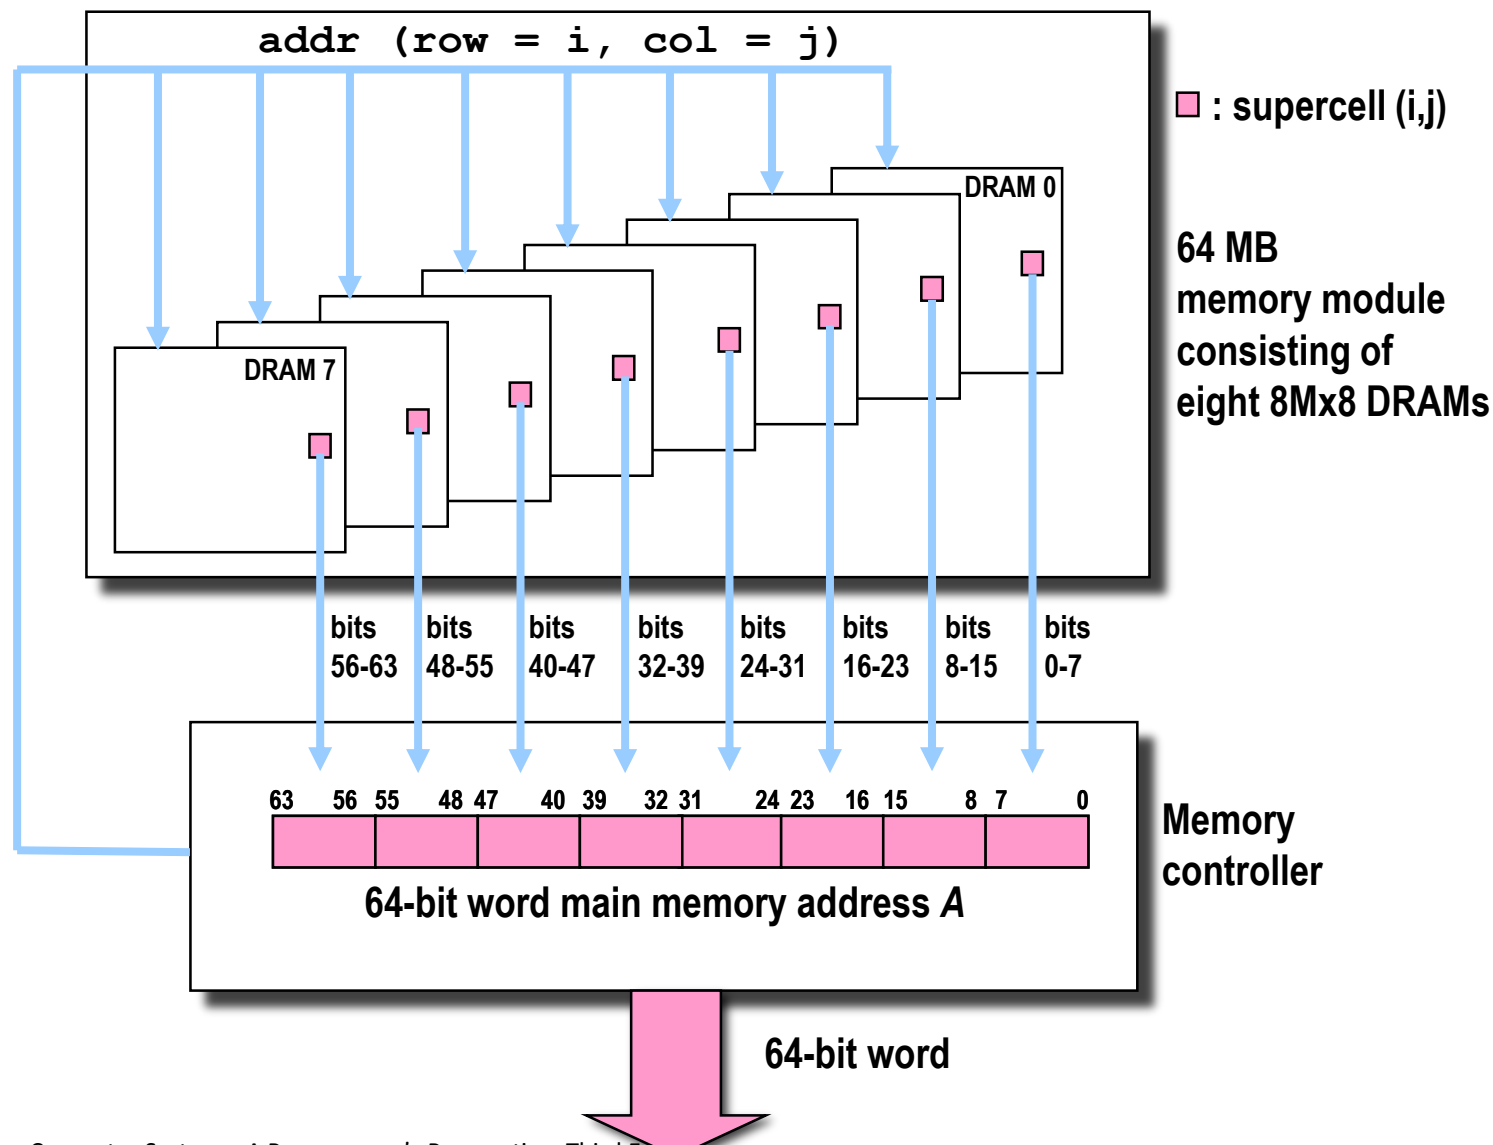 addr (row = i, col = j)
: supercell (i,j)
DRAM 0
64 MB
memory module
consisting of
eight 8Mx8 DRAMs
DRAM 7
bits
56-63
bits
48-55
bits
40-47
bits
32-39
bits
24-31
bits
16-23
bits
8-15
bits
0-7
63 56 55 48 47 40 39 32 31 24 23 16 15 8 7 0
Memory
controller
64-bit word main memory address A
64-bit word